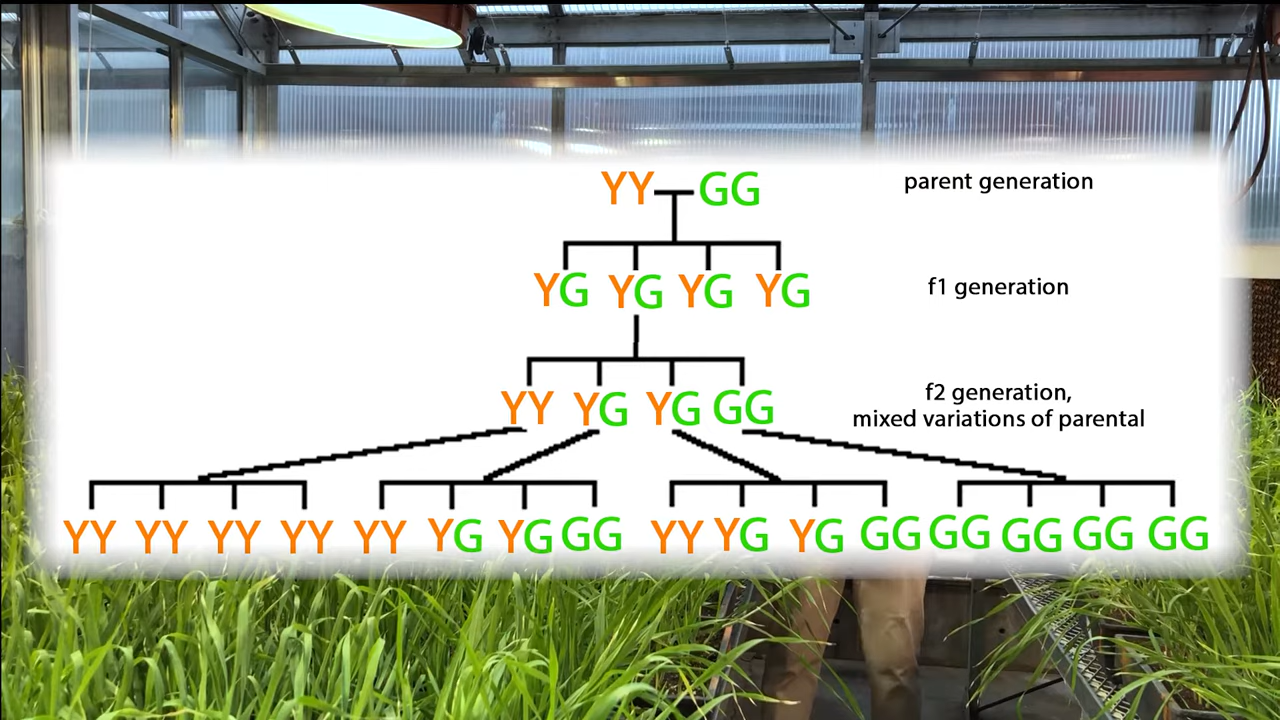 YY GG parent generation
YG YG YG YG f1 generation
YY YG YG GG f2 generation,
mixed variations of parental
YY YY YY YY YY YG YG GG YY YG YG GG GG GG GG GG